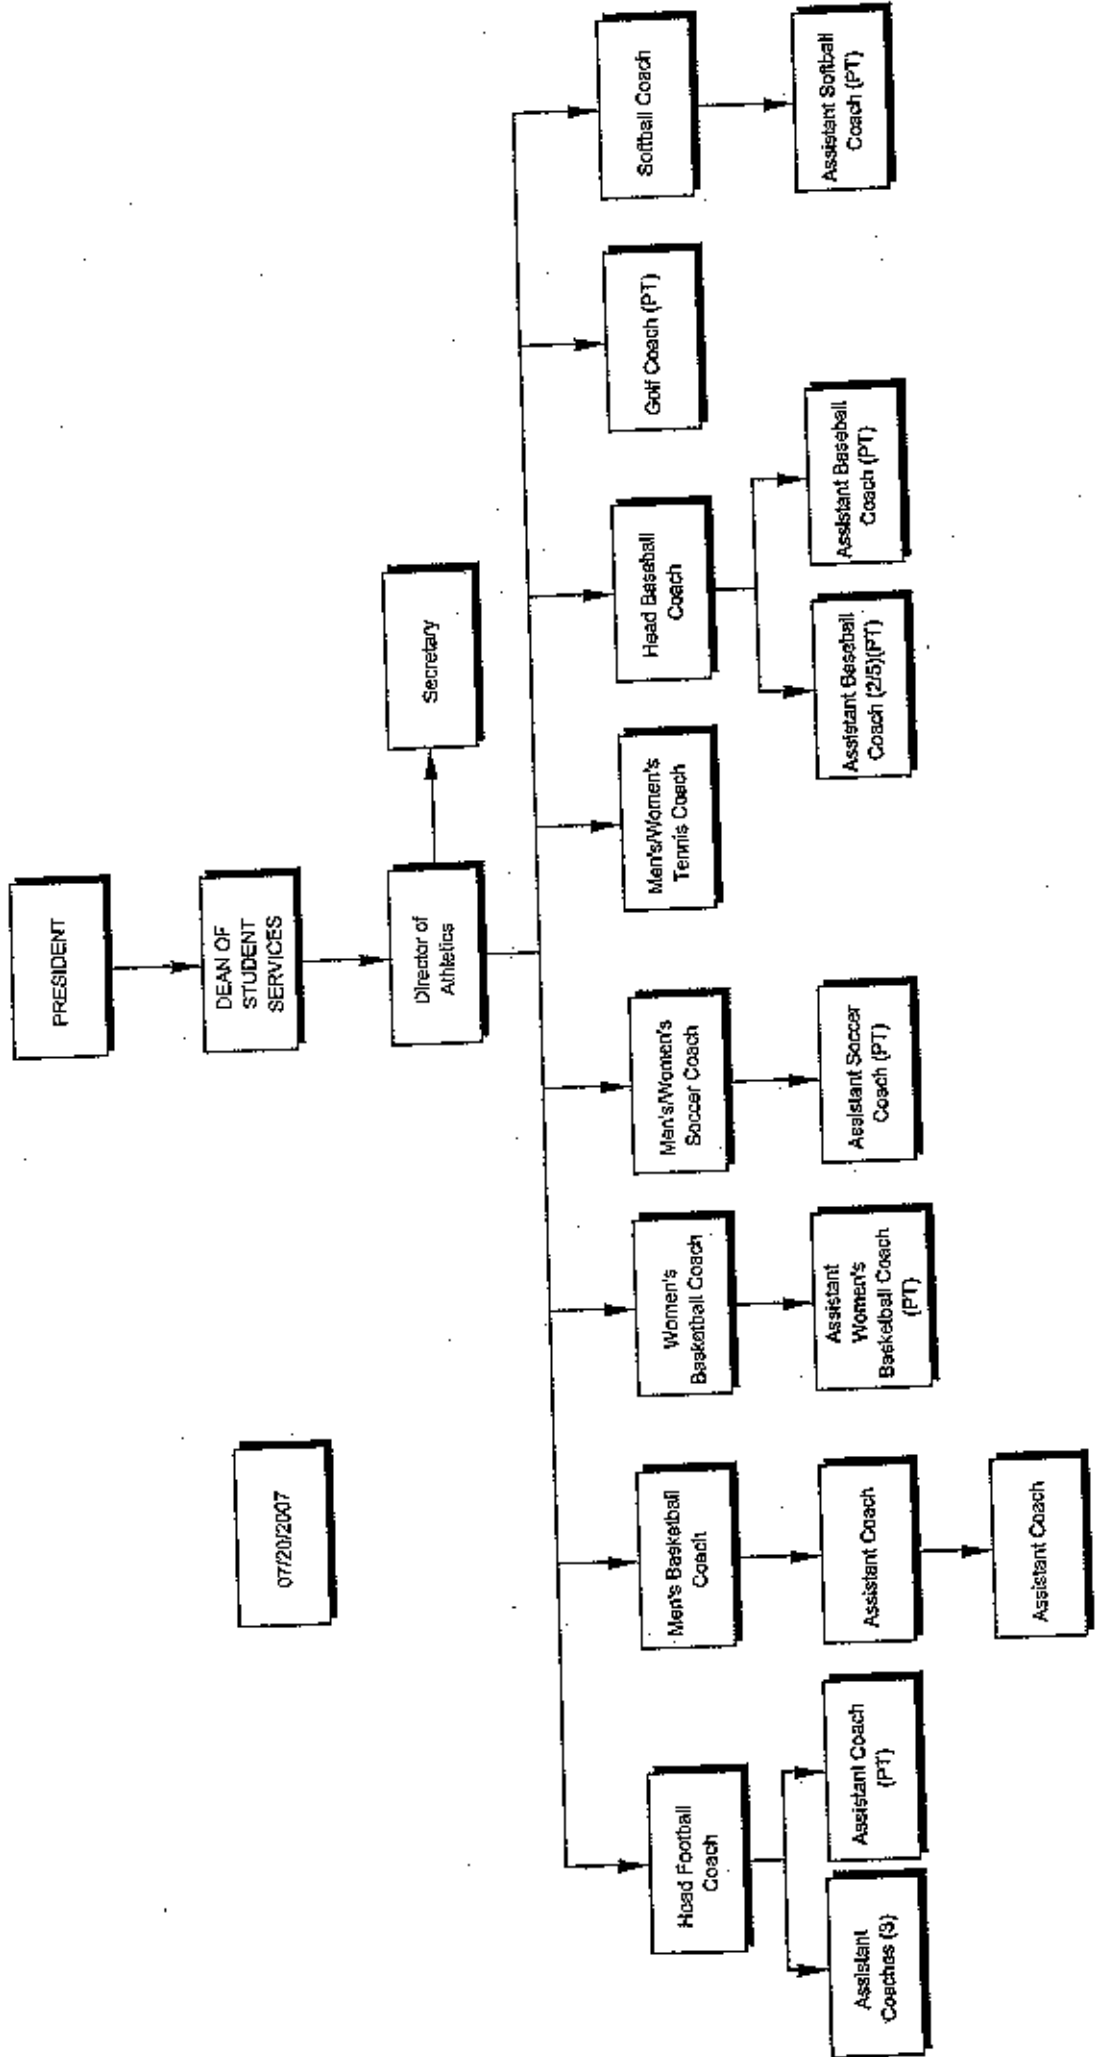 PRESIDENT
DEAN OF
STUDENT
SERVICES
07/20/2007
Director of
Athletics
Secretary
Head Football
Coach
Men's Basketball
Coach
Women's
Basketball Coach
Men's/Women's
Soccer Coach
Men's/Women's
Tennis Coach
Head Baseball
Coach
Golf Coach (PT)
Softball Coach
Assistant
Coaches (3)
Assistant Coach
(PT)
Assistant Coach
Assistant
Women's
Basketball Coach
(PT)
Assistant Soccer
Coach (PT)
Assistant Baseball
Coach (2/5)(PT)
Assistant Baseball
Coach (PT)
Assistant Softball
Coach (PT)
Assistant Coach